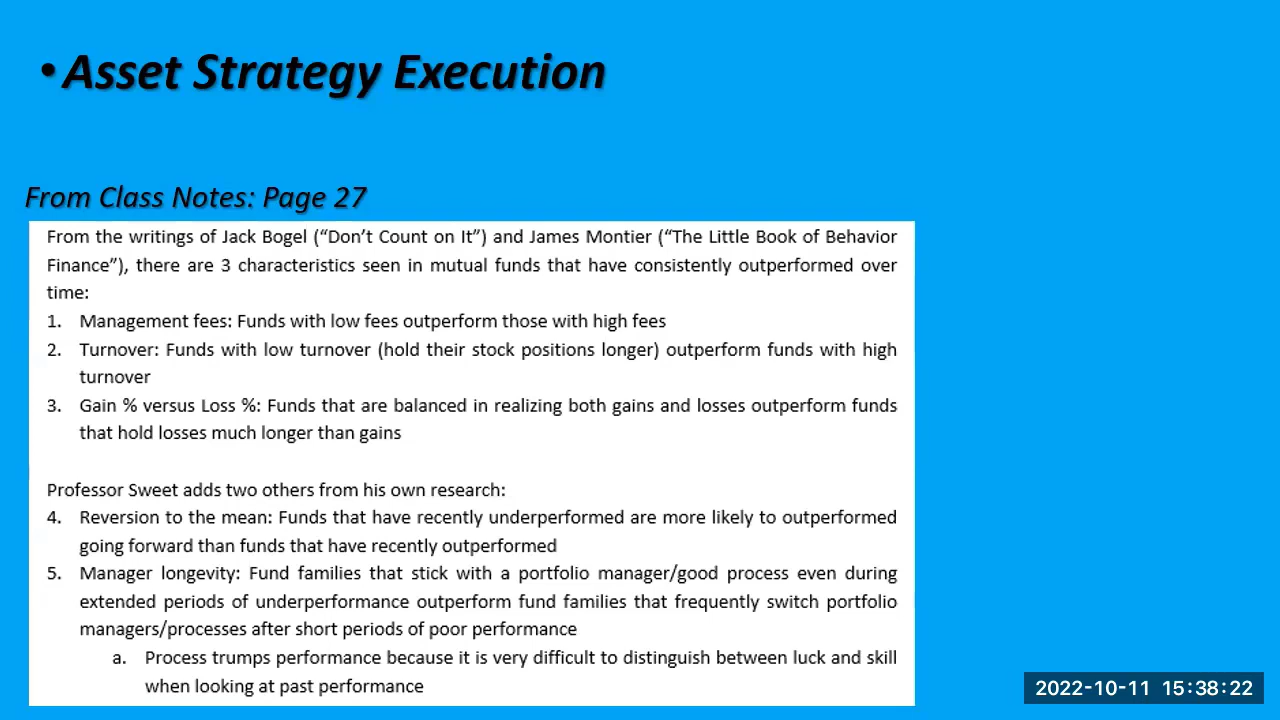 • Asset Strategy Execution
From Class Notes: Page 27
From the writings of Jack Bogel (“Don’t Count on It”) and James Montier (“The Little Book of Behavior
Finance”), there are 3 characteristics seen in mutual funds that have consistently outperformed over
time:
1. Management fees: Funds with low fees outperform those with high fees
2. Turnover: Funds with low turnover (hold their stock positions longer) outperform funds with high
turnover
3. Gain % versus Loss %: Funds that are balanced in realizing both gains and losses outperform funds
that hold losses much longer than gains
Professor Sweet adds two others from his own research:
4. Reversion to the mean: Funds that have recently underperformed are more likely to outperformed
going forward than funds that have recently outperformed
5. Manager longevity: Fund families that stick with a portfolio manager/good process even during
extended periods of underperformance outperform fund families that frequently switch portfolio
managers/processes after short periods of poor performance
a. Process trumps performance because it is very difficult to distinguish between luck and skill
when looking at past performance
2022-10-11 15:38:22